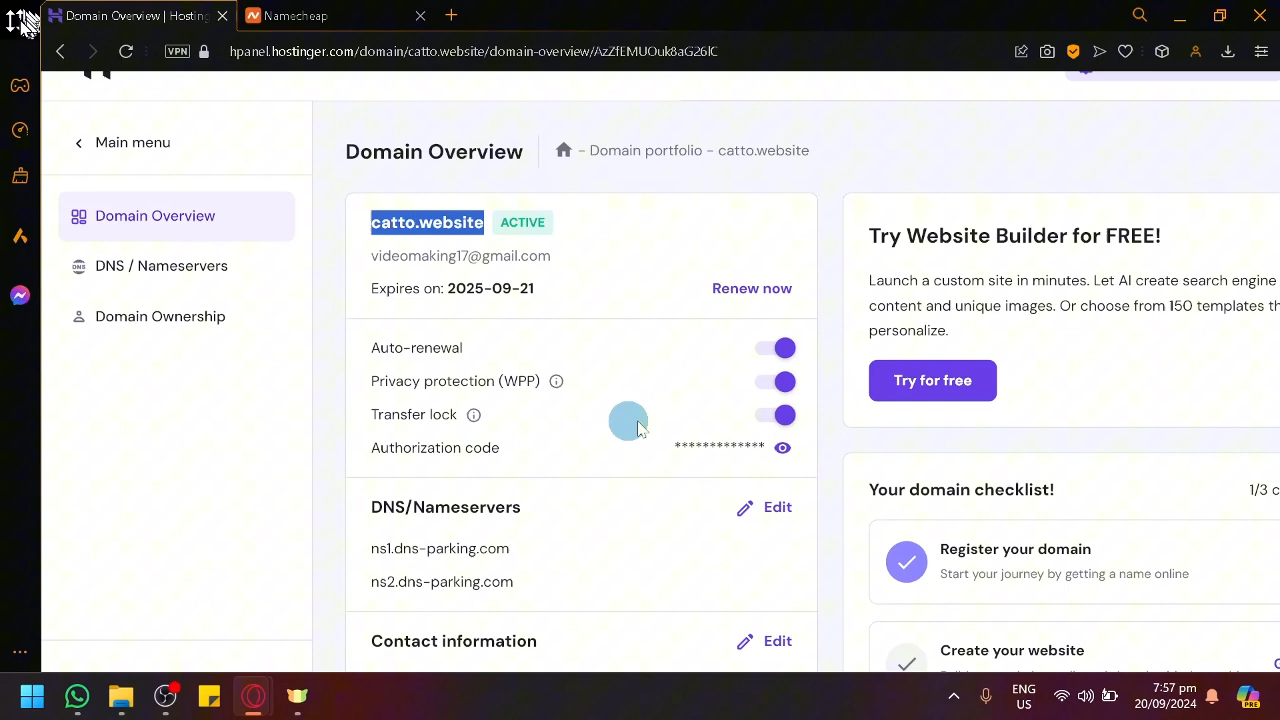 Domain Overview | Hosting
Namecheap
VPN
hpanel.hostinger.com/domain/catto.website/domain-overview/AzZfEMUOuk8aG26lC
Main menu
Domain Overview
DNS / Nameservers
Domain Ownership
Domain Overview
- Domain portfolio - catto.website
catto.website ACTIVE
videomaking17@gmail.com
Expires on: 2025-09-21 Renew now
Auto-renewal
Privacy protection (WPP)
Transfer lock
Authorization code *************
DNS/Nameservers Edit
ns1.dns-parking.com
ns2.dns-parking.com
Contact information Edit
Try Website Builder for FREE!
Launch a custom site in minutes. Let AI create search engine
content and unique images. Or choose from 150 templates th
personalize.
Try for free
Your domain checklist! 1/3 c
Register your domain
Start your journey by getting a name online
Create your website
ENG
US
7:57 pm
20/09/2024
PRE